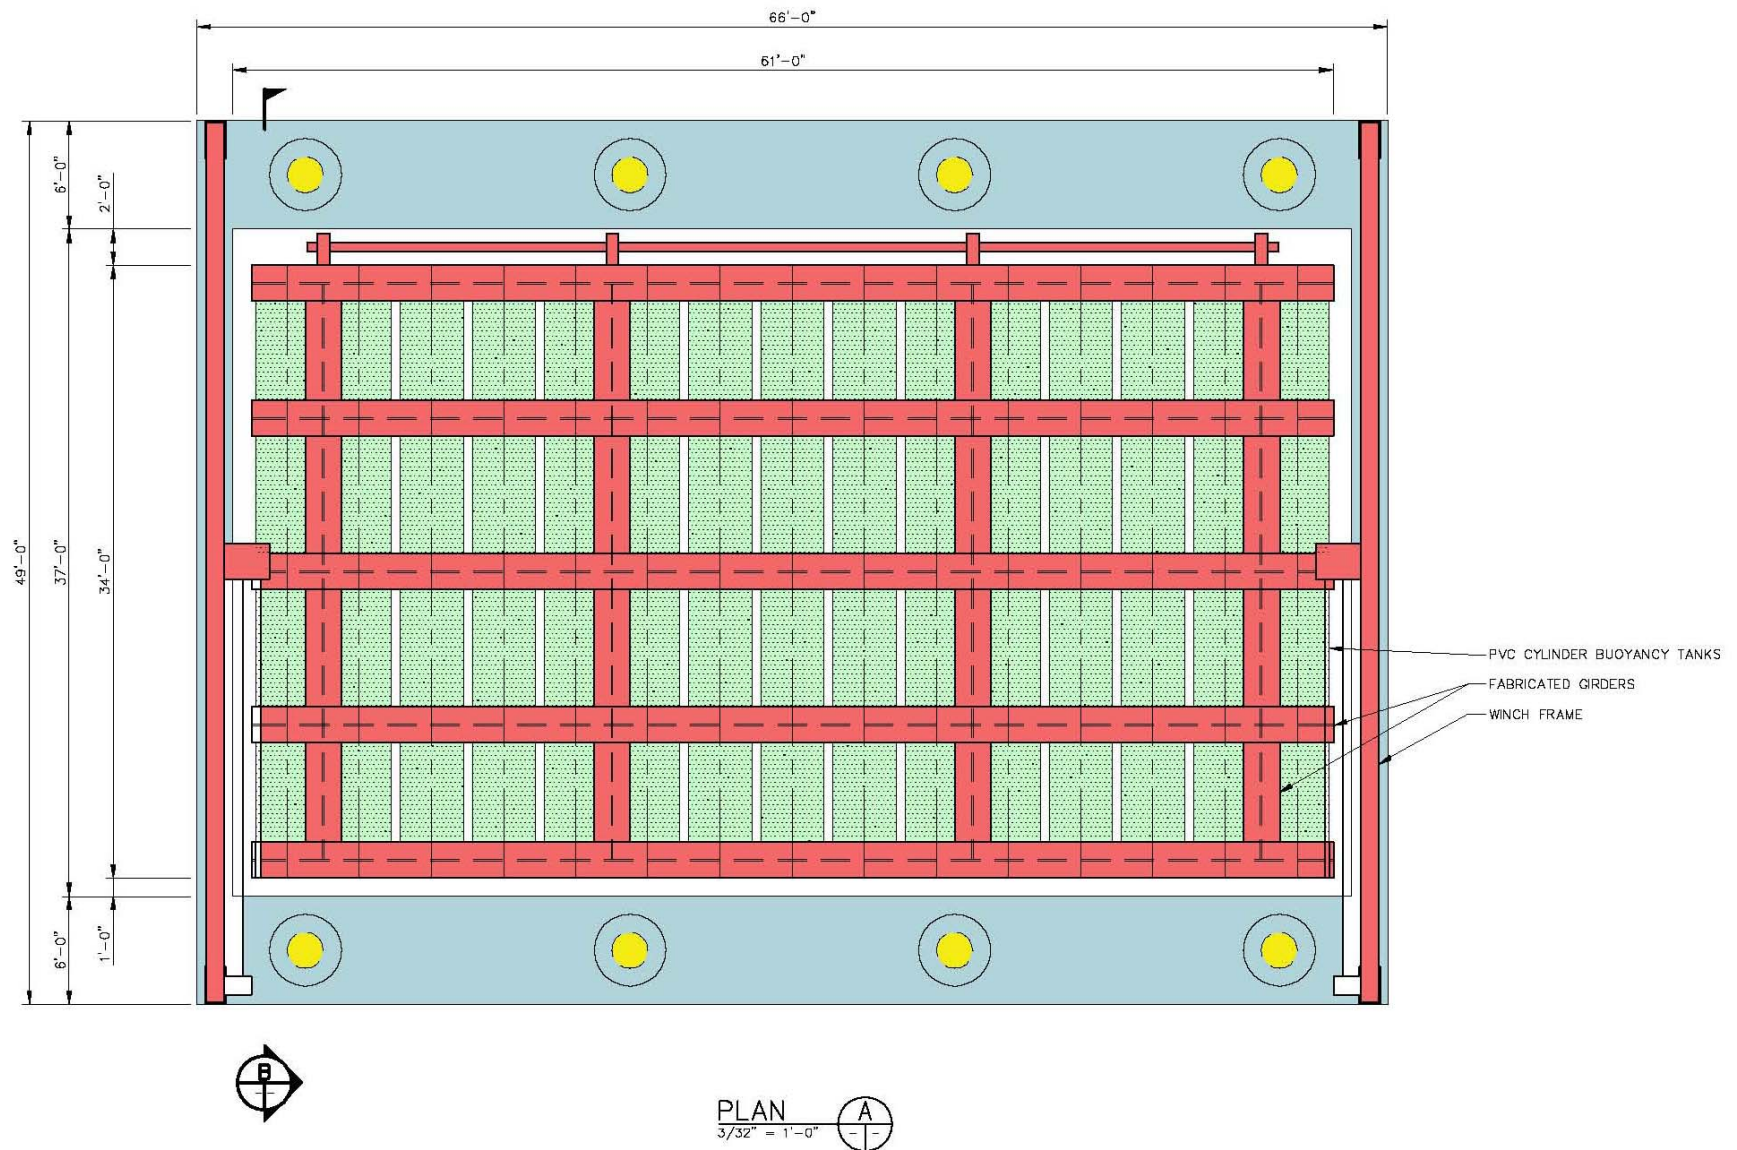 66'-0"
61'-0"
6'-0"
2'-0"
49'-0"
37'-0"
34'-0"
PVC CYLINDER BUOYANCY TANKS
FABRICATED GIRDERS
WINCH FRAME
6'-0"
1'-0"
B
PLAN
A
3/32" = 1'-0"